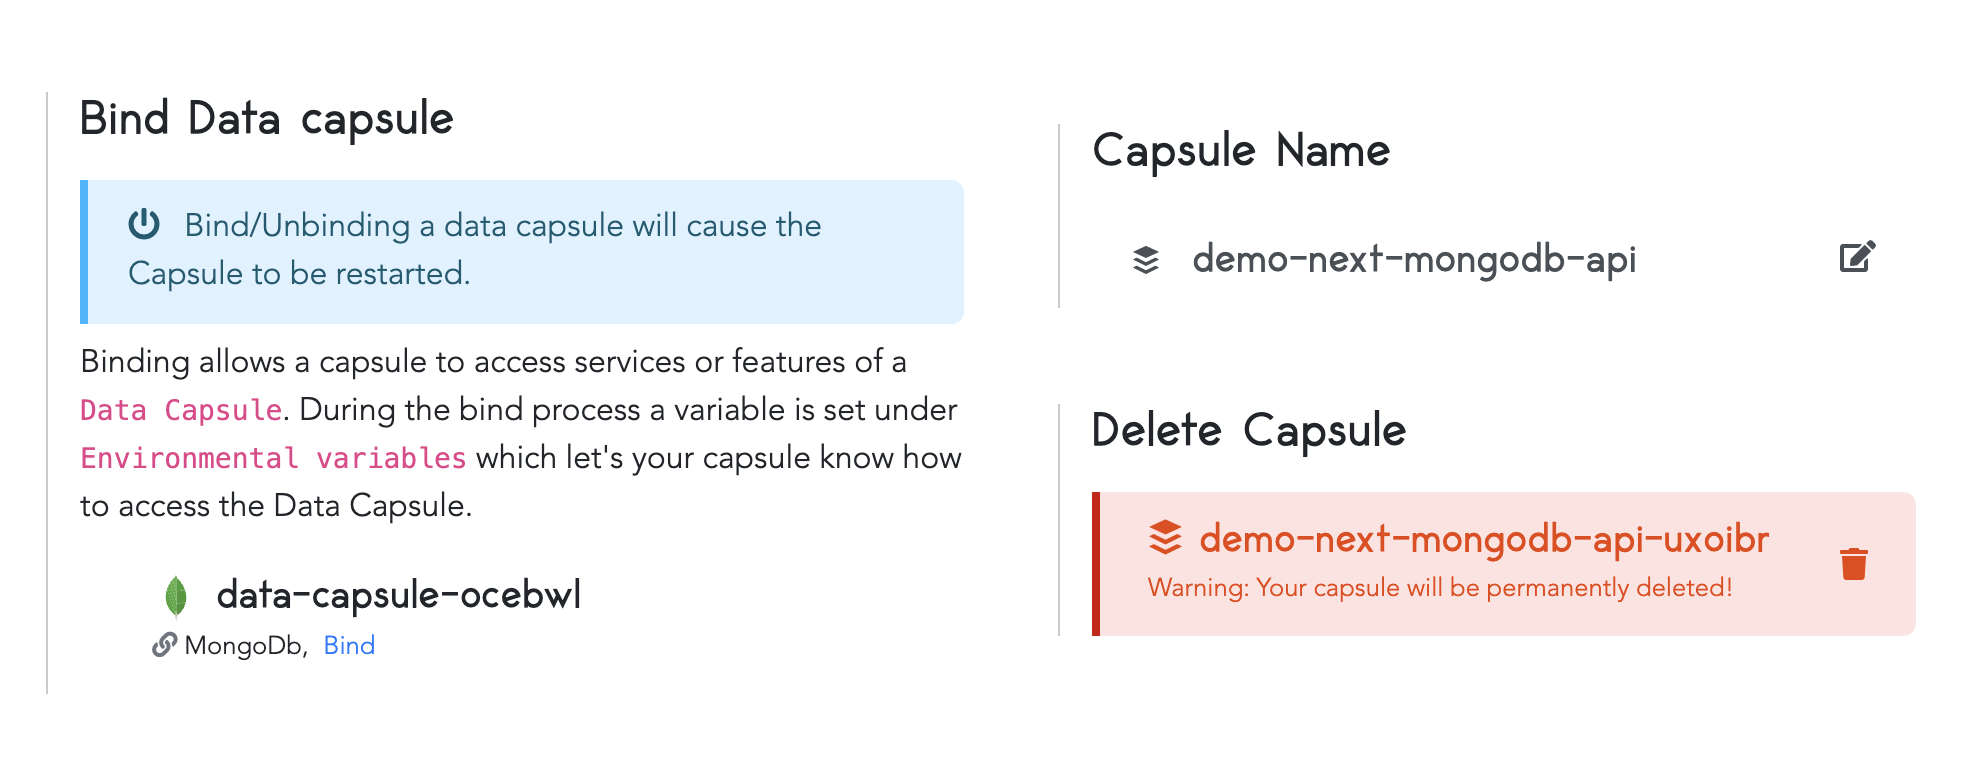 Bind Data capsule
Bind/Unbinding a data capsule will cause the
Capsule to be restarted.
Binding allows a capsule to access services or features of a
Data Capsule. During the bind process a variable is set under
Environmental variables which let's your capsule know how
to access the Data Capsule.
data-capsule-ocebwl
MongoDb, Bind
Capsule Name
demo-next-mongodb-api
Delete Capsule
demo-next-mongodb-api-uxoibr
Warning: Your capsule will be permanently deleted!